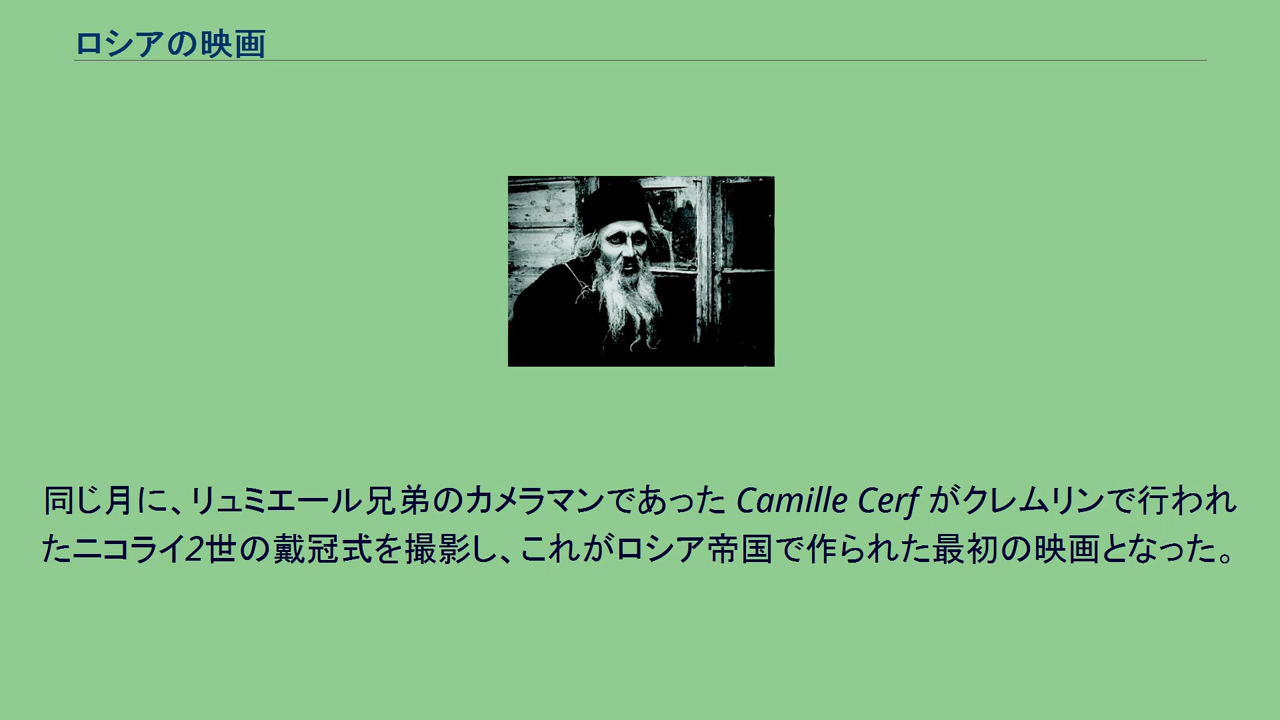 ロシアの映画
同じ月に、リュミエール兄弟のカメラマンであった Camille Cerf がクレムリンで行われ
たニコライ2世の戴冠式を撮影し、これがロシア帝国で作られた最初の映画となった。